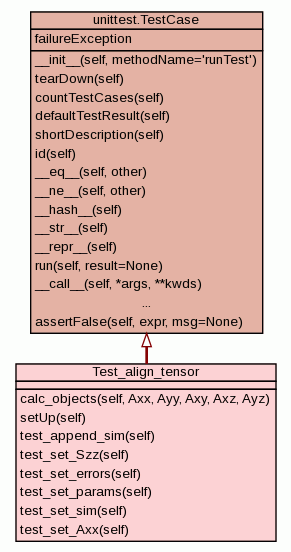 unittest.TestCase
failureException
__init__(self, methodName='runTest')
tearDown(self)
countTestCases(self)
defaultTestResult(self)
shortDescription(self)
id(self)
__eq__(self, other)
__ne__(self, other)
__hash__(self)
__str__(self)
__repr__(self)
run(self, result=None)
__call__(self, *args, **kwds)
...
assertFalse(self, expr, msg=None)
Test_align_tensor
calc_objects(self, Axx, Ayy, Axy, Axz, Ayz)
setUp(self)
test_append_sim(self)
test_set_Szz(self)
test_set_errors(self)
test_set_params(self)
test_set_sim(self)
test_set_Axx(self)